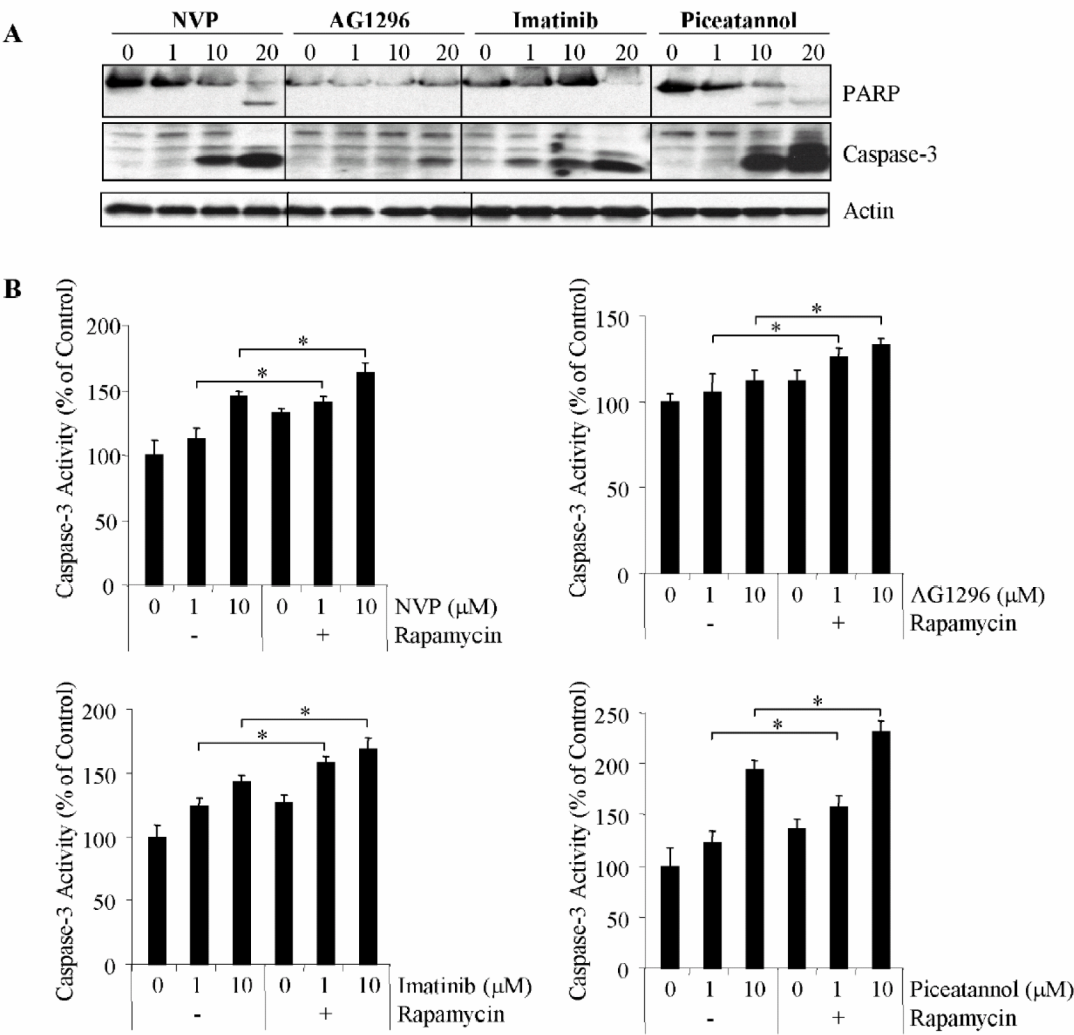 A
NVP AG1296 Imatinib Piceatannol
0 1 10 20 0 1 10 20 0 1 10 20 0 1 10 20
PARP
Caspase-3
Actin
B
Caspase-3 Activity (% of Control)
200
150
100
50
0
*
*
0 1 10 0 1 10 NVP (µM)
- + Rapamycin
Caspase-3 Activity (% of Control)
150
100
50
0
*
*
0 1 10 0 1 10 AG1296 (µM)
- + Rapamycin
Caspase-3 Activity (% of Control)
200
150
100
50
0
*
*
0 1 10 0 1 10 Imatinib (µM)
- + Rapamycin
Caspase-3 Activity (% of Control)
250
200
150
100
50
0
*
*
0 1 10 0 1 10 Piceatannol (µM)
- + Rapamycin